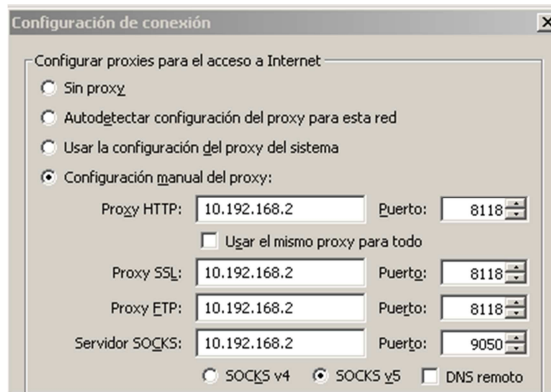 Configuración de conexión
Configurar proxies para el acceso a Internet
Sin proxy
Autodetectar configuración del proxy para esta red
Usar la configuración del proxy del sistema
Configuración manual del proxy:
Proxy HTTP: 10.192.168.2 Puerto: 8118
Usar el mismo proxy para todo
Proxy SSL: 10.192.168.2 Puerto: 8118
Proxy FTP: 10.192.168.2 Puerto: 8118
Servidor SOCKS: 10.192.168.2 Puerto: 9050
SOCKS v4 SOCKS v5 DNS remoto